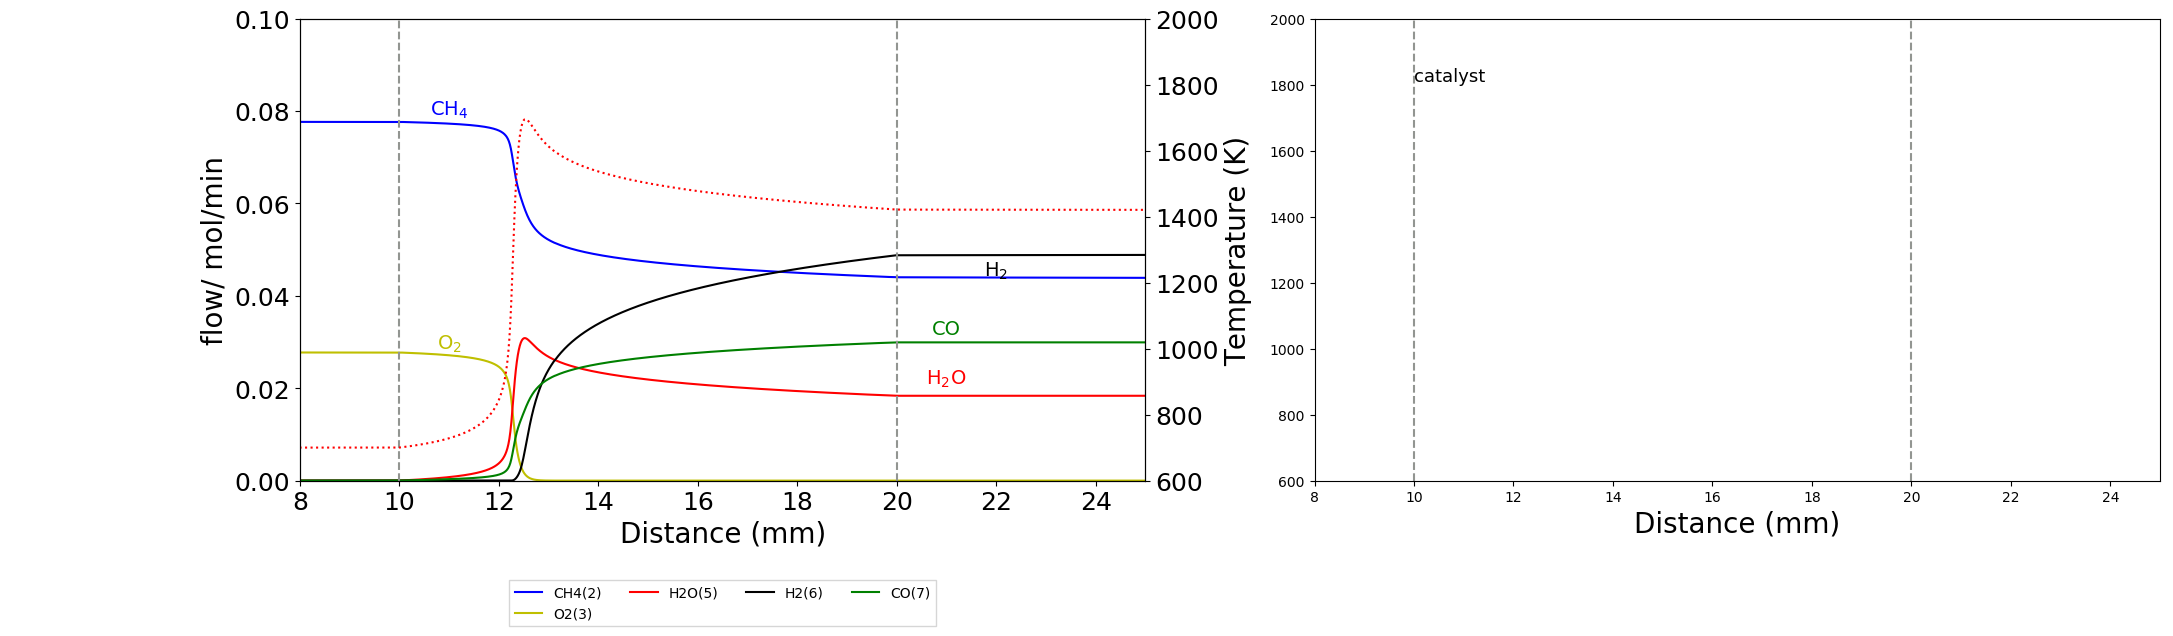 0.10
0.08
0.06
0.04
0.02
0.00
flow/ mol/min
CH₄
O₂
H₂
CO
H₂O
2000
1800
1600
1400
1200
1000
800
600
Temperature (K)
8 10 12 14 16 18 20 22 24
Distance (mm)
CH4(2) H2O(5) H2(6) CO(7)
O2(3)
2000
1800
1600
1400
1200
1000
800
600
catalyst
8 10 12 14 16 18 20 22 24
Distance (mm)